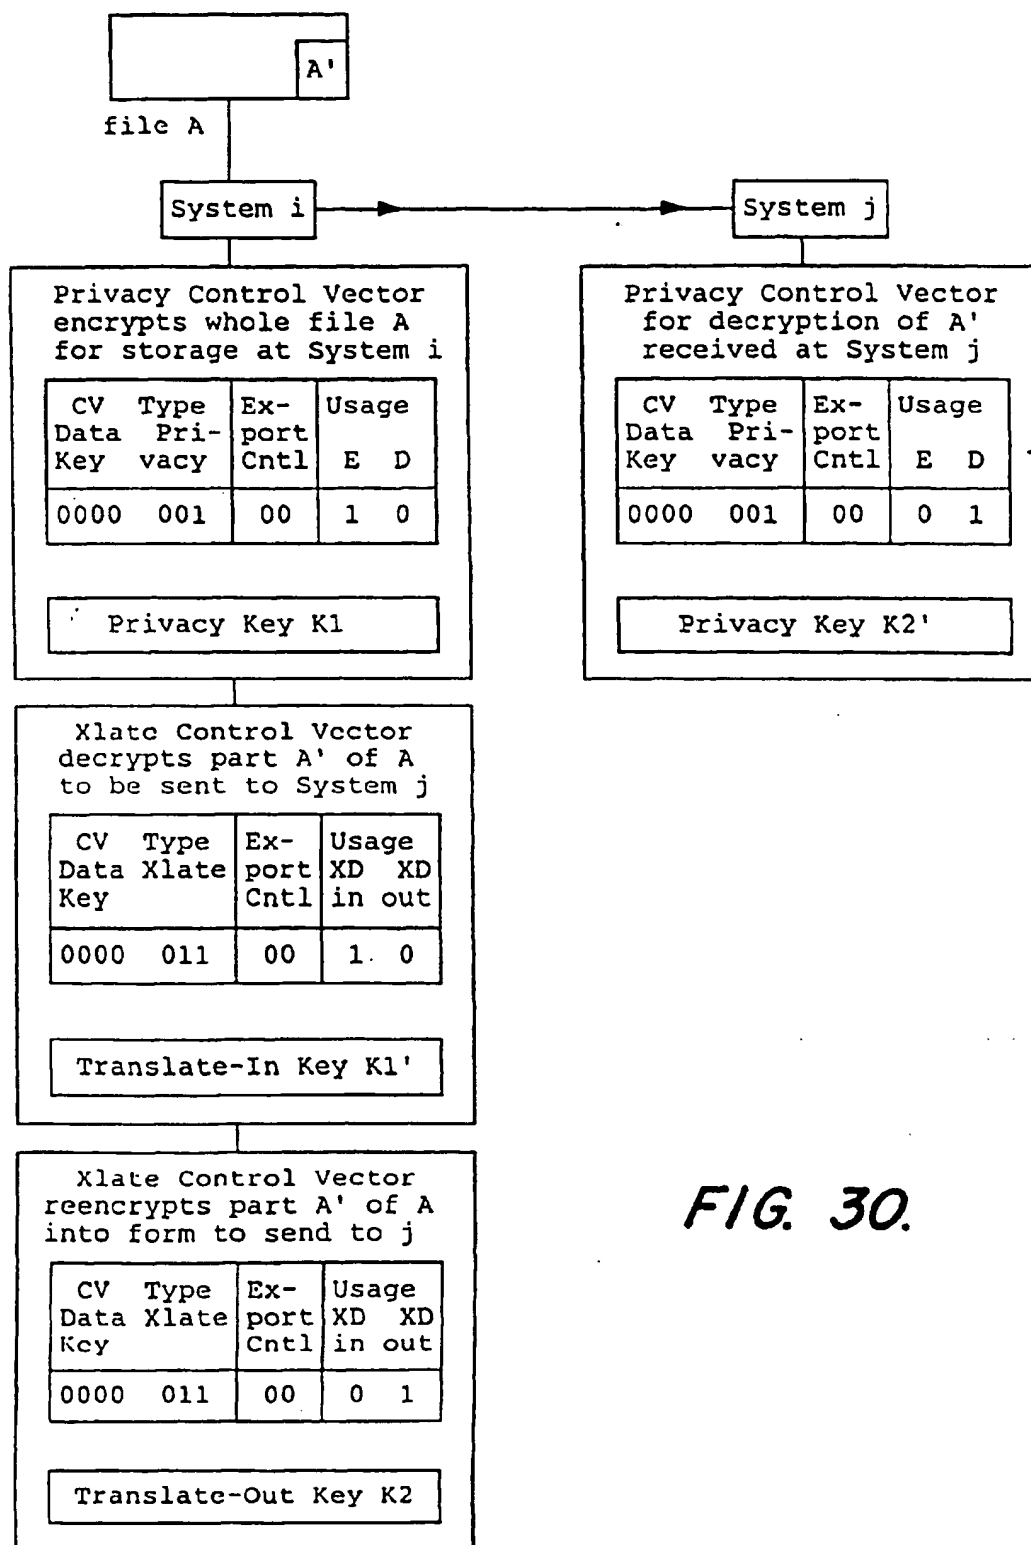 A'
file A
System i
System j
Privacy Control Vector
encrypts whole file A
for storage at System i
CV Type Ex- Usage
Data Pri- port
Key vacy Cntl E D
0000 001 00 1 0
Privacy Key K1
Privacy Control Vector
for decryption of A'
received at System j
CV Type Ex- Usage
Data Pri- port
Key vacy Cntl E D
0000 001 00 0 1
Privacy Key K2'
Xlate Control Vector
decrypts part A' of A
to be sent to System j
CV Type Ex- Usage
Data Xlate port XD XD
Key Cntl in out
0000 011 00 1 0
Translate-In Key K1'
Xlate Control Vector
reencrypts part A' of A
into form to send to j
CV Type Ex- Usage
Data Xlate port XD XD
Key Cntl in out
0000 011 00 0 1
Translate-Out Key K2
FIG. 30.